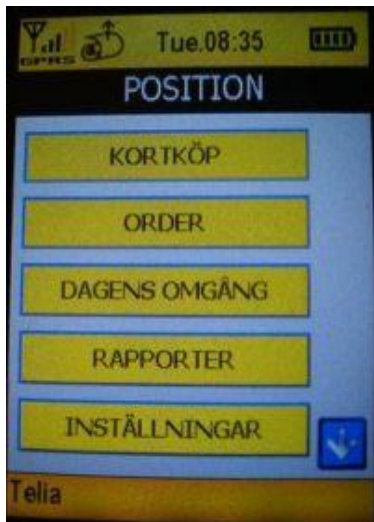 GPRS Tue.08:35
POSITION
KORTKÖP
ORDER
DAGENS OMGÅNG
RAPPORTER
INSTÄLLNINGAR
Telia